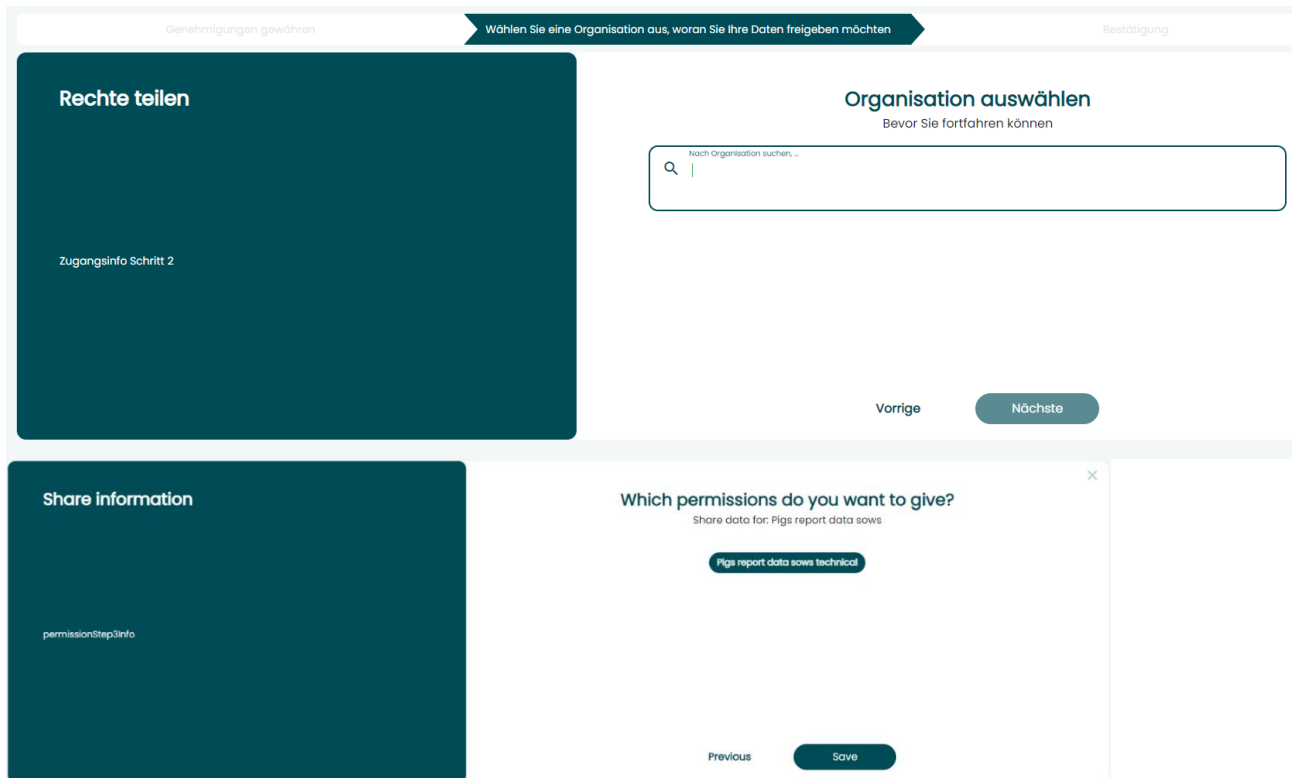 Genehmigungen gewähren
Wählen Sie eine Organisation aus, woran Sie Ihre Daten freigeben möchten
Bestätigung
Rechte teilen
Zugangsinfo Schritt 2
Organisation auswählen
Bevor Sie fortfahren können
Nach Organisation suchen, ...
Vorrige
Nächste
Share information
permissionStep3Info
Which permissions do you want to give?
Share data for: Pigs report data sows
Pigs report data sows technical
Previous
Save